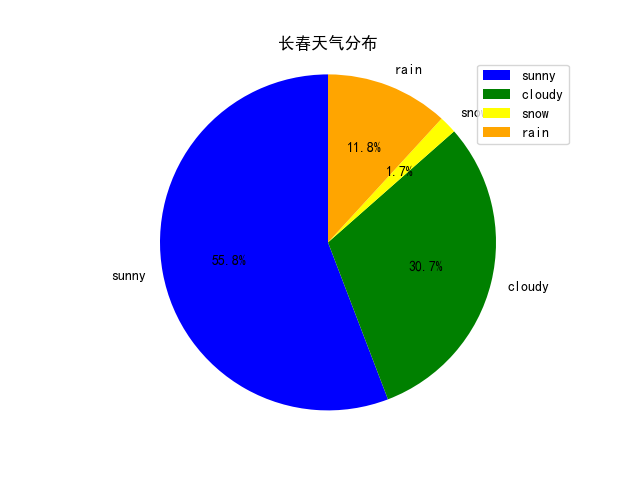 长春天气分布
rain
sunny
cloudy
snow
rain
11.8%
1.7%
55.8%
30.7%
sunny
cloudy